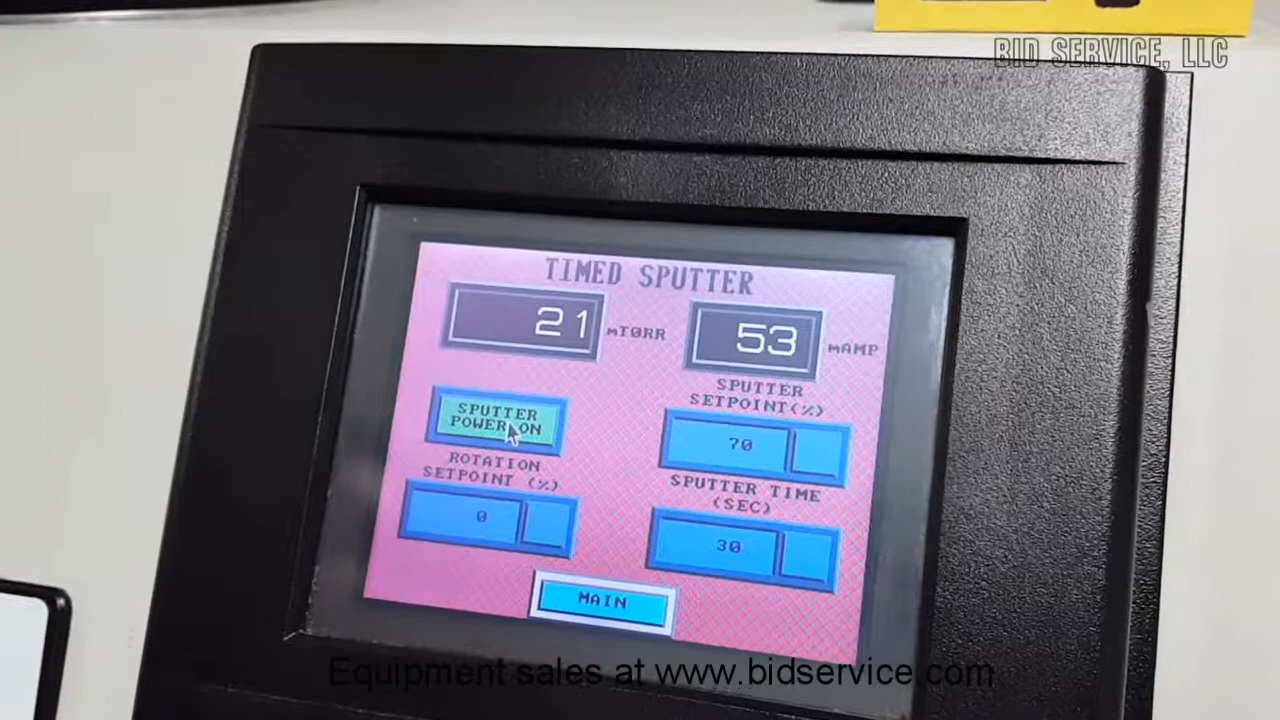 BID SERVICE, LLC
TIMED SPUTTER
21 mTORR
53 mAMP
SPUTTER
POWER ON
SPUTTER
SETPOINT(%)
70
ROTATION
SETPOINT (%)
0
SPUTTER TIME
(SEC)
30
MAIN
Equipment sales at www.bidservice.com